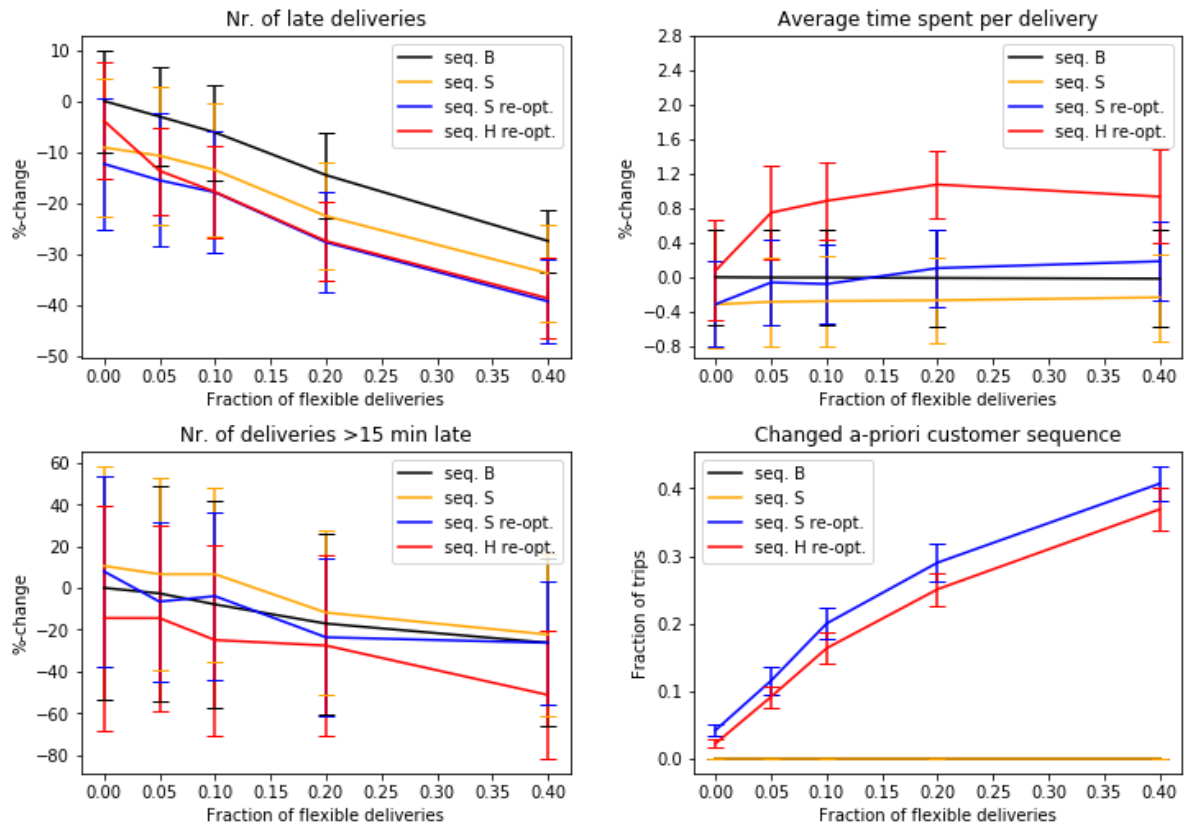 Nr. of late deliveries
10
0
−10
−20
−30
−40
−50
%-change
seq. B
seq. S
seq. S re-opt.
seq. H re-opt.
0.00 0.05 0.10 0.15 0.20 0.25 0.30 0.35 0.40
Fraction of flexible deliveries
Average time spent per delivery
2.8
2.4
2.0
1.6
1.2
0.8
0.4
0.0
−0.4
−0.8
%-change
seq. B
seq. S
seq. S re-opt.
seq. H re-opt.
0.00 0.05 0.10 0.15 0.20 0.25 0.30 0.35 0.40
Fraction of flexible deliveries
Nr. of deliveries >15 min late
60
40
20
0
−20
−40
−60
−80
%-change
seq. B
seq. S
seq. S re-opt.
seq. H re-opt.
0.00 0.05 0.10 0.15 0.20 0.25 0.30 0.35 0.40
Fraction of flexible deliveries
Changed a-priori customer sequence
0.4
0.3
0.2
0.1
0.0
Fraction of trips
seq. B
seq. S
seq. S re-opt.
seq. H re-opt.
0.00 0.05 0.10 0.15 0.20 0.25 0.30 0.35 0.40
Fraction of flexible deliveries